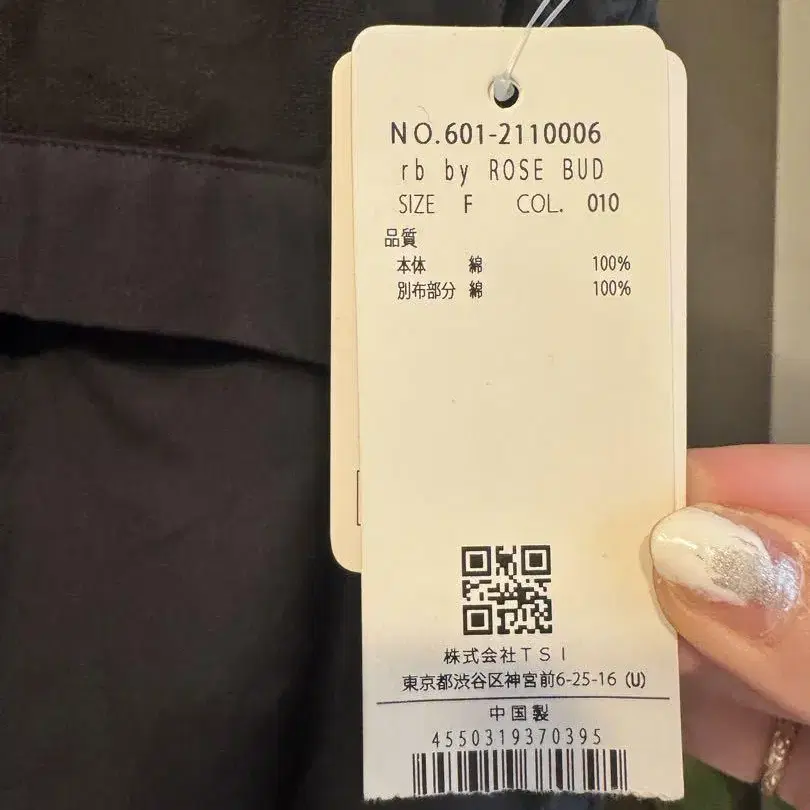 NO.601-2110006
rb by ROSE BUD
SIZE F COL. 010
品質
本体 綿 100%
別布部分 綿 100%
株式会社TSI
東京都渋谷区神宮前6-25-16 (U)
中国製
4550319370395